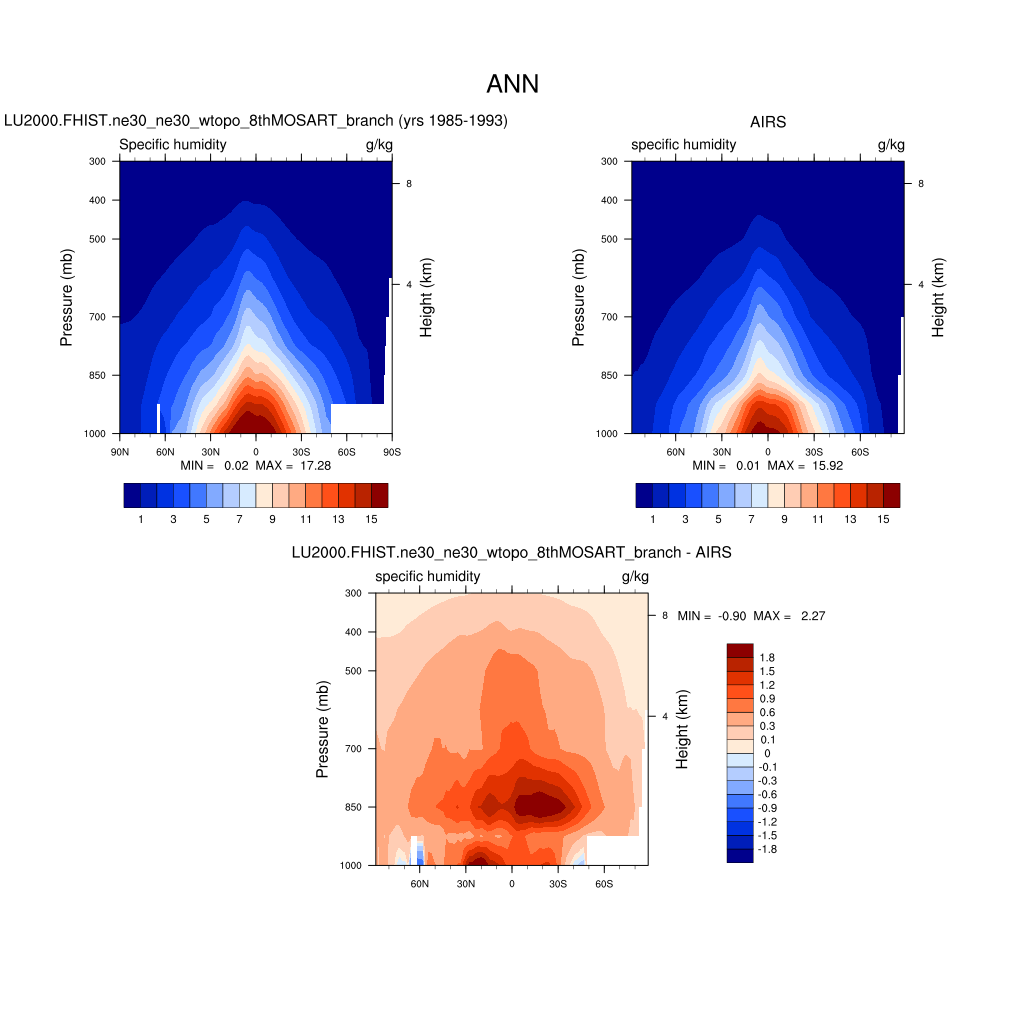 ANN
LU2000.FHIST.ne30_ne30_wtopo_8thMOSART_branch (yrs 1985-1993)
Specific humidity g/kg
300
400
500
700
850
1000
Pressure (mb)
8
4
Height (km)
90N 60N 30N 0 30S 60S 90S
MIN = 0.02 MAX = 17.28
1 3 5 7 9 11 13 15
AIRS
specific humidity g/kg
300
400
500
700
850
1000
Pressure (mb)
8
4
Height (km)
60N 30N 0 30S 60S
MIN = 0.01 MAX = 15.92
1 3 5 7 9 11 13 15
LU2000.FHIST.ne30_ne30_wtopo_8thMOSART_branch - AIRS
specific humidity g/kg
300
400
500
700
850
1000
Pressure (mb)
8
4
Height (km)
60N 30N 0 30S 60S
MIN = -0.90 MAX = 2.27
1.8
1.5
1.2
0.9
0.6
0.3
0.1
0
-0.1
-0.3
-0.6
-0.9
-1.2
-1.5
-1.8